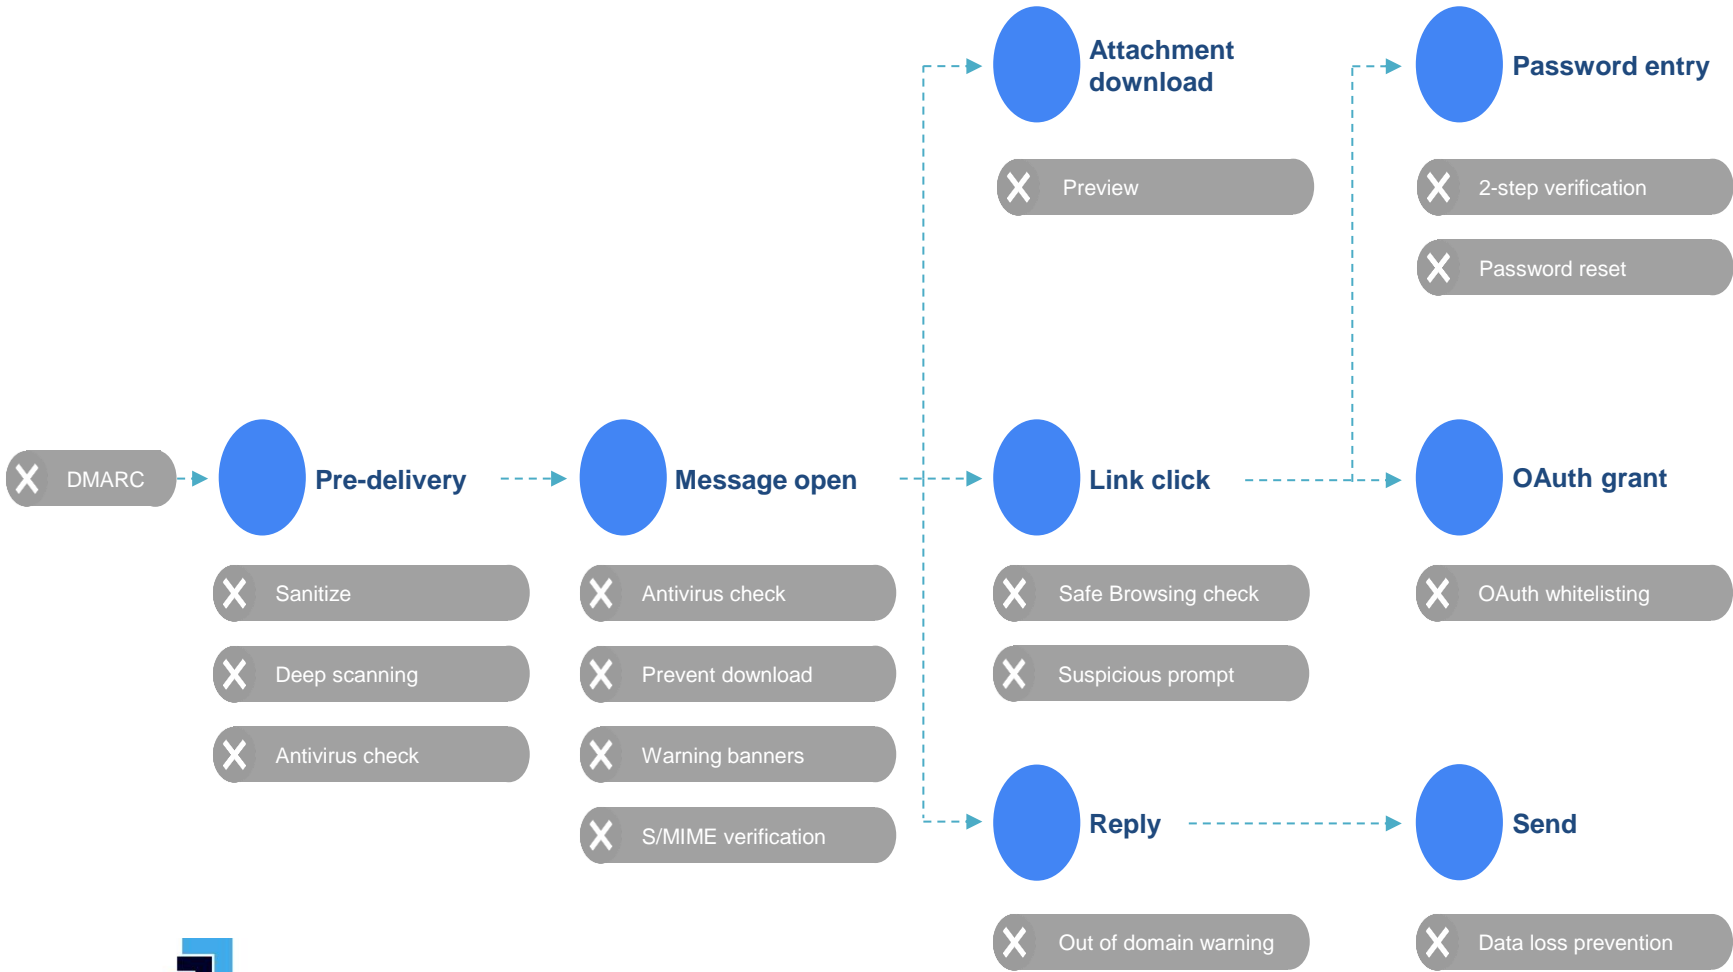 Attachment
download
Password entry
Preview
2-step verification
Password reset
DMARC
Pre-delivery
Message open
Link click
OAuth grant
Sanitize
Antivirus check
Safe Browsing check
OAuth whitelisting
Deep scanning
Prevent download
Suspicious prompt
Antivirus check
Warning banners
S/MIME verification
Reply
Send
Out of domain warning
Data loss prevention